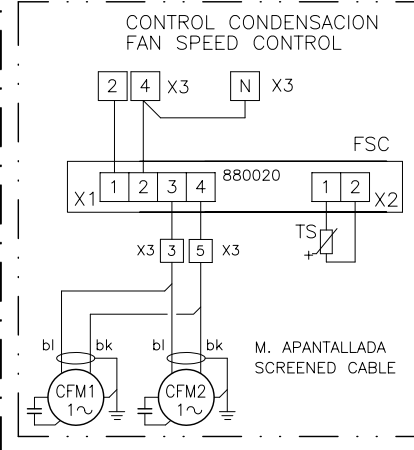 CONTROL CONDENSACION
FAN SPEED CONTROL
2 4 X3 N X3
FSC
880020
X1 1 2 3 4 1 2 X2
TS
+
X3 3 5 X3
bl bk bl bk
M. APANTALLADA
SCREENED CABLE
CFM1 CFM2
1~ 1~